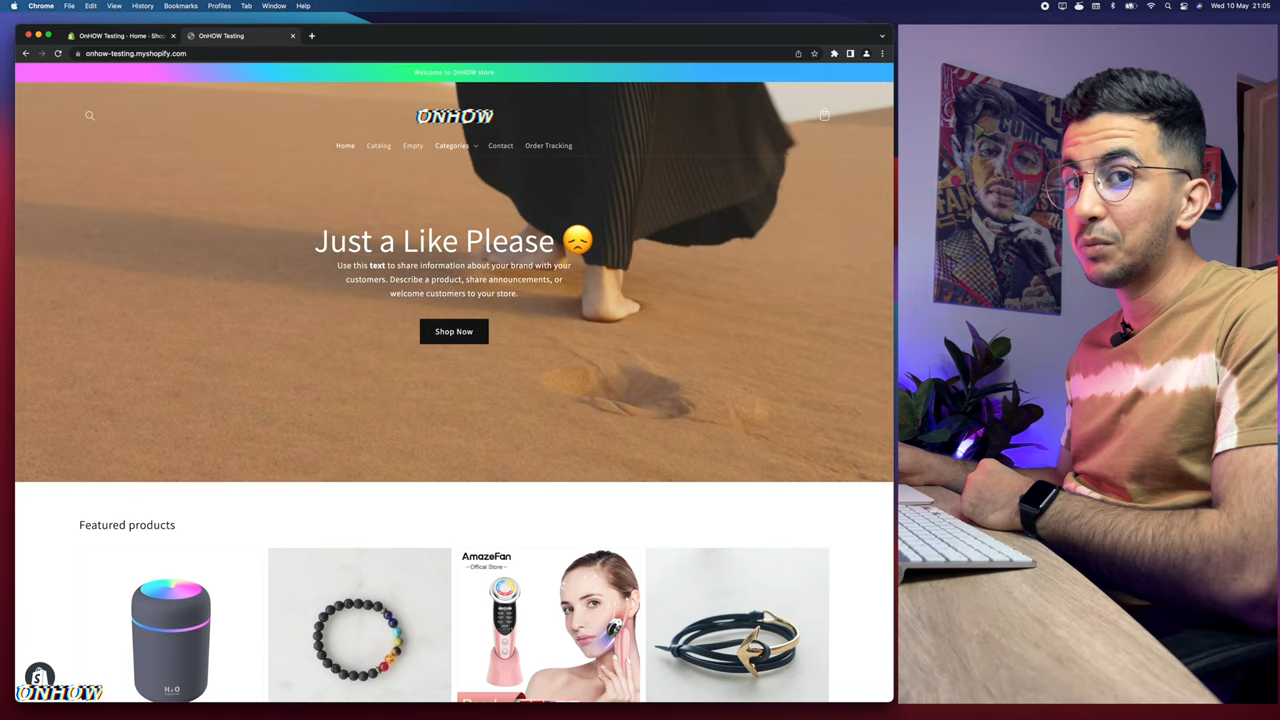 Chrome File Edit View History Bookmarks Profiles Tab Window Help
Wed 10 May 21:05
OnHOW Testing - Home - Shop
OnHOW Testing
onhow-testing.myshopify.com
Welcome to OnHOW store
ONHOW
Home Catalog Empty Categories Contact Order Tracking
Just a Like Please 😞
Use this text to share information about your brand with your
customers. Describe a product, share announcements, or
welcome customers to your store.
Shop Now
Featured products
AmazeFan
--Offical Store--
H₂O
ONHOW